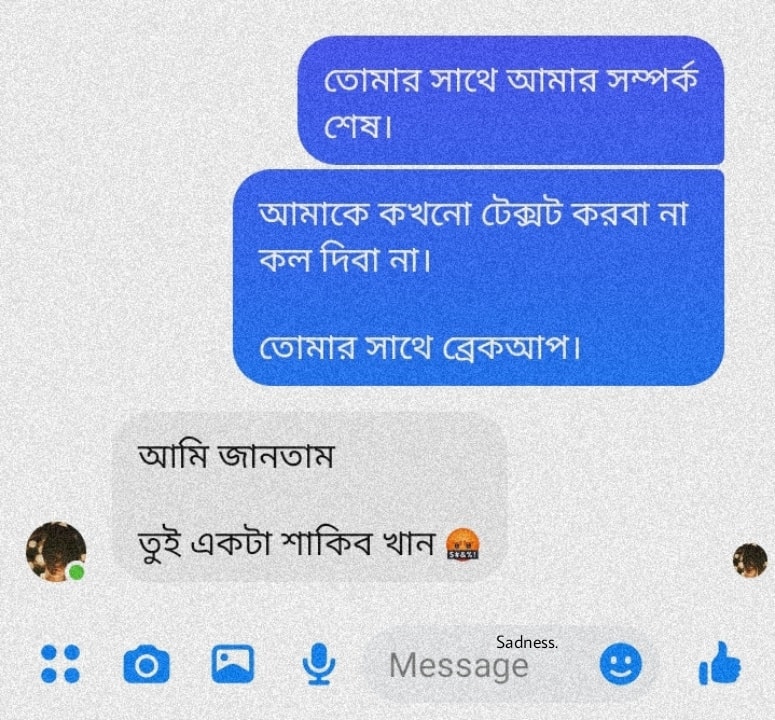 তোমার সাথে আমার সম্পর্ক
শেষ।
আমাকে কখনো টেক্সট করবা না
কল দিবা না।
তোমার সাথে ব্রেকআপ।
আমি জানতাম
তুই একটা শাকিব খান 🤬
Sadness.
Message